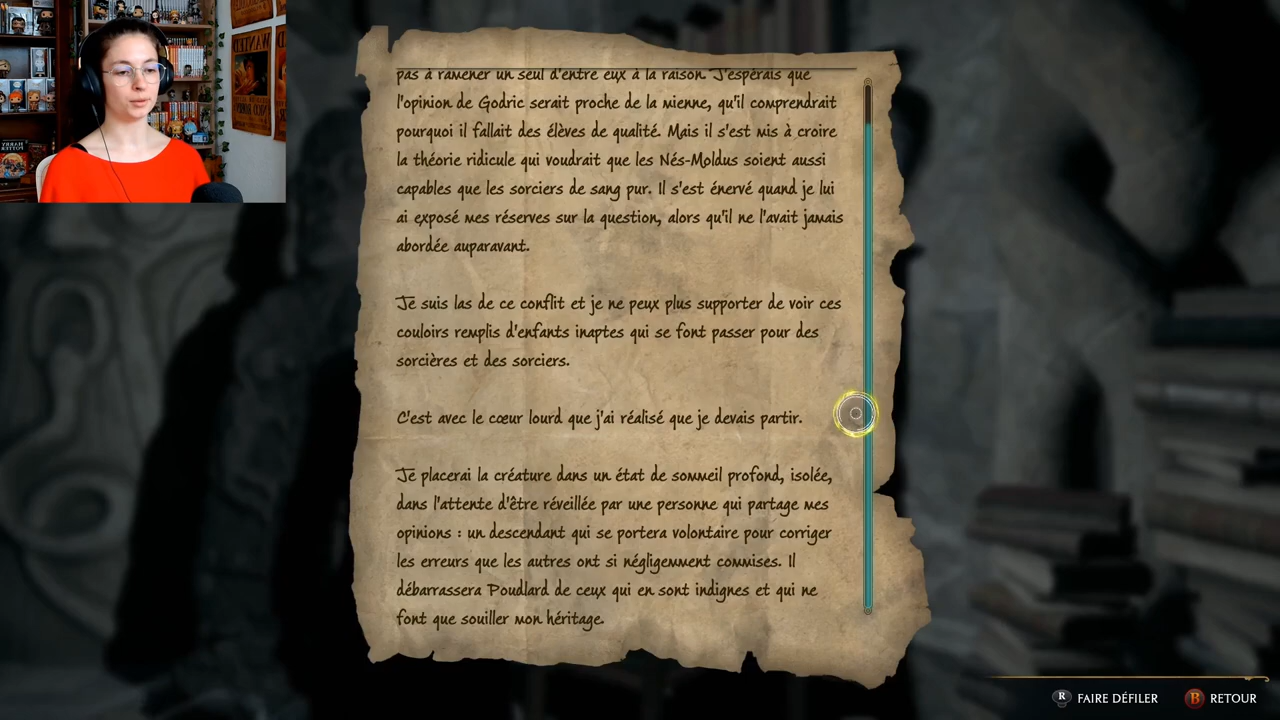 WANTED
HARRY POTTER
pas à ramener un seul d'entre eux à la raison. J'espérais que
l'opinion de Godric serait proche de la mienne, qu'il comprendrait
pourquoi il fallait des élèves de qualité. Mais il s'est mis à croire
la théorie ridicule qui voudrait que les Nés-Moldus soient aussi
capables que les sorciers de sang pur. Il s'est énervé quand je lui
ai exposé mes réserves sur la question, alors qu'il ne l'avait jamais
abordée auparavant.
Je suis las de ce conflit et je ne peux plus supporter de voir ces
couloirs remplis d'enfants inaptes qui se font passer pour des
sorcières et des sorciers.
C'est avec le cœur lourd que j'ai réalisé que je devais partir.
Je placerai la créature dans un état de sommeil profond, isolée,
dans l'attente d'être réveillée par une personne qui partage mes
opinions : un descendant qui se portera volontaire pour corriger
les erreurs que les autres ont si négligemment commises. Il
débarrassera Poudlard de ceux qui en sont indignes et qui ne
font que souiller mon héritage.
R FAIRE DÉFILER B RETOUR